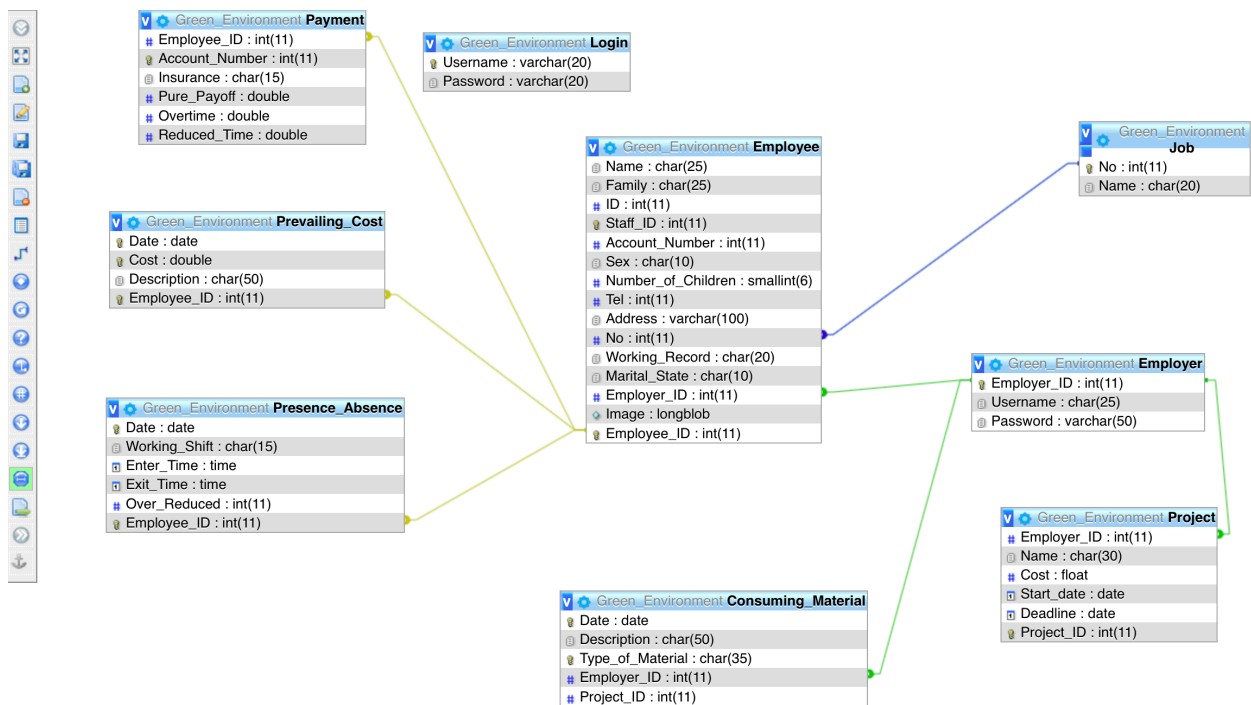 Green_Environment Payment
Employee_ID : int(11)
Account_Number : int(11)
Insurance : char(15)
Pure_Payoff : double
Overtime : double
Reduced_Time : double
Green_Environment Login
Username : varchar(20)
Password : varchar(20)
Green_Environment Employee
Name : char(25)
Family : char(25)
ID : int(11)
Staff_ID : int(11)
Account_Number : int(11)
Sex : char(10)
Number_of_Children : smallint(6)
Tel : int(11)
Address : varchar(100)
No : int(11)
Working_Record : char(20)
Marital_State : char(10)
Employer_ID : int(11)
Image : longblob
Employee_ID : int(11)
Green_Environment
Job
No : int(11)
Name : char(20)
Green_Environment Prevailing_Cost
Date : date
Cost : double
Description : char(50)
Employee_ID : int(11)
Green_Environment Presence_Absence
Date : date
Working_Shift : char(15)
Enter_Time : time
Exit_Time : time
Over_Reduced : int(11)
Employee_ID : int(11)
Green_Environment Employer
Employer_ID : int(11)
Username : char(25)
Password : varchar(50)
Green_Environment Project
Employer_ID : int(11)
Name : char(30)
Cost : float
Start_date : date
Deadline : date
Project_ID : int(11)
Green_Environment Consuming_Material
Date : date
Description : char(50)
Type_of_Material : char(35)
Employer_ID : int(11)
Project_ID : int(11)